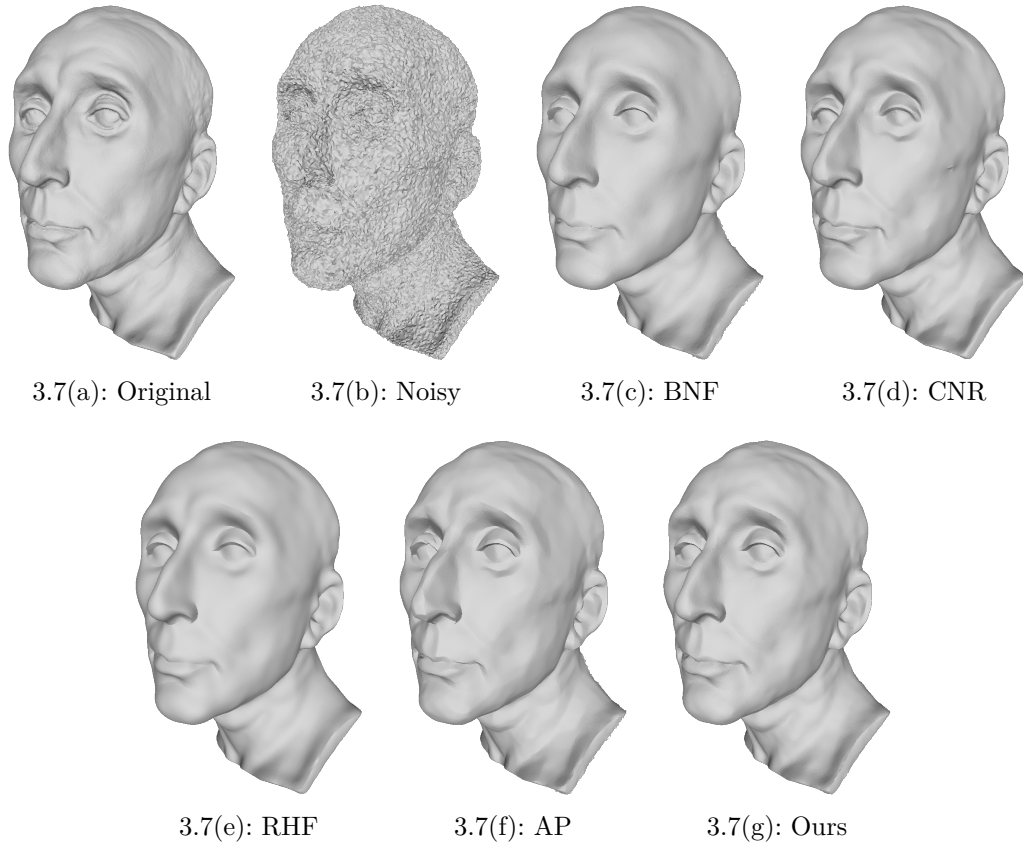 3.7(a): Original
3.7(b): Noisy
3.7(c): BNF
3.7(d): CNR
3.7(e): RHF
3.7(f): AP
3.7(g): Ours